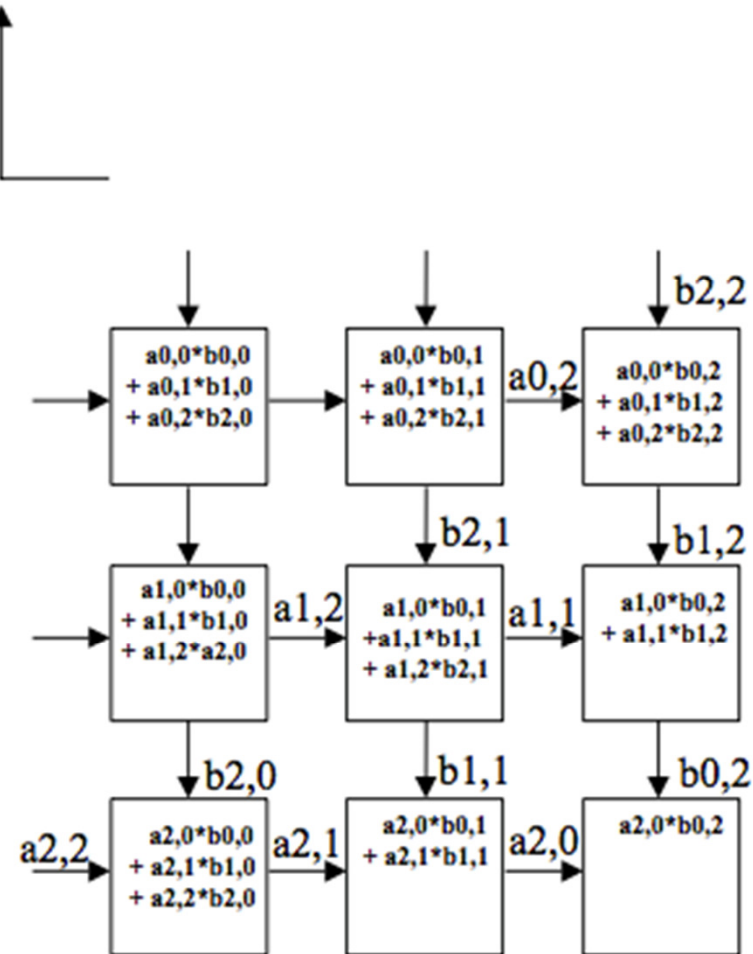 b2,2
a0,0*b0,0
+ a0,1*b1,0
+ a0,2*b2,0
a0,0*b0,1
+ a0,1*b1,1
+ a0,2*b2,1
a0,2
a0,0*b0,2
+ a0,1*b1,2
+ a0,2*b2,2
b2,1
b1,2
a1,0*b0,0
+ a1,1*b1,0
+ a1,2*a2,0
a1,2
a1,0*b0,1
+a1,1*b1,1
+ a1,2*b2,1
a1,1
a1,0*b0,2
+ a1,1*b1,2
b2,0
b1,1
b0,2
a2,2
a2,0*b0,0
+ a2,1*b1,0
+ a2,2*b2,0
a2,1
a2,0*b0,1
+ a2,1*b1,1
a2,0
a2,0*b0,2